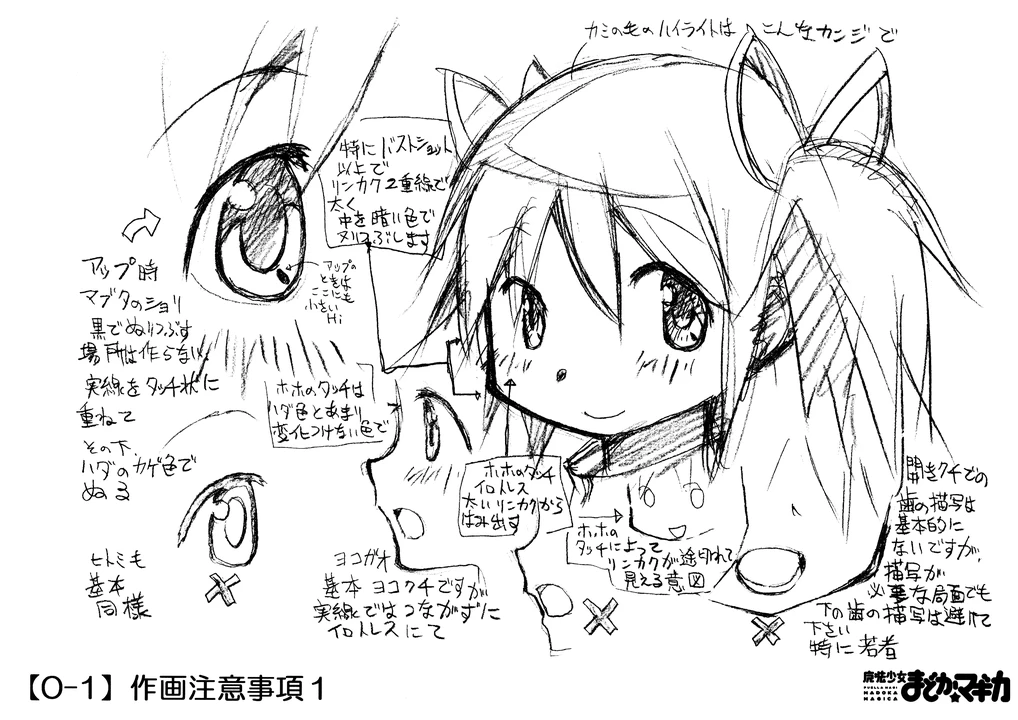 カミの毛のハイライトは こんなカンジで
特にバストショット
以上で
リンカク2重線で
太く
中を暗い色で
ヌリつぶします
アップの
ときは
ここにも
小さい
Hi
アップ時
マブタのショリ
黒でぬりつぶす
場所は作らない、
実線をタッチ状に
重ねて
その下、
ハダのカゲ色で
ぬる
ホホのタッチは
ハダ色とあまり
変化つけない色で
ホホのタッチ
イロトレス
太いリンカクから
はみ出す
ホホの
タッチによって
リンカクが途切れて
見える意図
開きクチでの
歯の描写は
基本的に
ないですが、
描写が
必要な局面でも
下の歯の描写は避けて
下さい
特に若者
ヒトミも
基本
同様
ヨコガオ
基本 ヨコクチですが
実線ではつながずに
イロトレスにて
【O-1】作画注意事項1
魔法少女
まどか☆マギカ
PUELLA MAGI
MADOKA
MAGICA